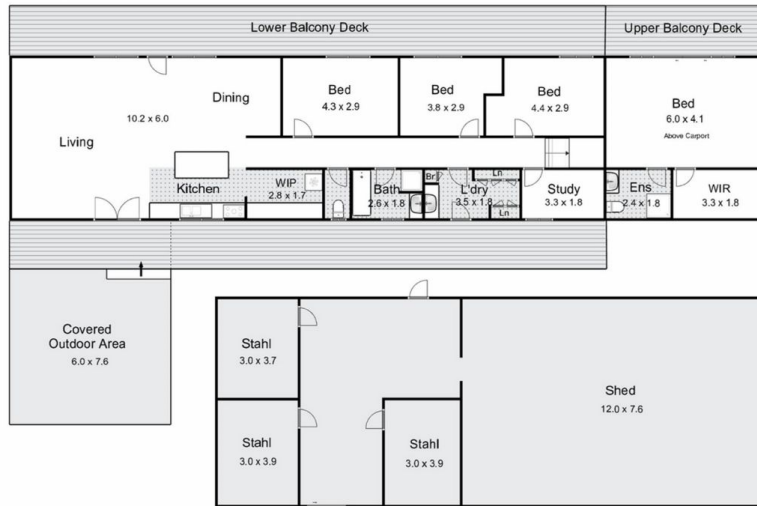 Lower Balcony Deck
Upper Balcony Deck
Dining
10.2 x 6.0
Living
Kitchen
Bed
4.3 x 2.9
Bed
3.8 x 2.9
Bed
4.4 x 2.9
Bed
6.0 x 4.1
Above Carport
WIP
2.8 x 1.7
Bath
2.6 x 1.8
Br
L'dry
3.5 x 1.8
Ln
Ln
Study
3.3 x 1.8
Ens
2.4 x 1.8
WIR
3.3 x 1.8
Covered
Outdoor Area
6.0 x 7.6
Stahl
3.0 x 3.7
Stahl
3.0 x 3.9
Stahl
3.0 x 3.9
Shed
12.0 x 7.6